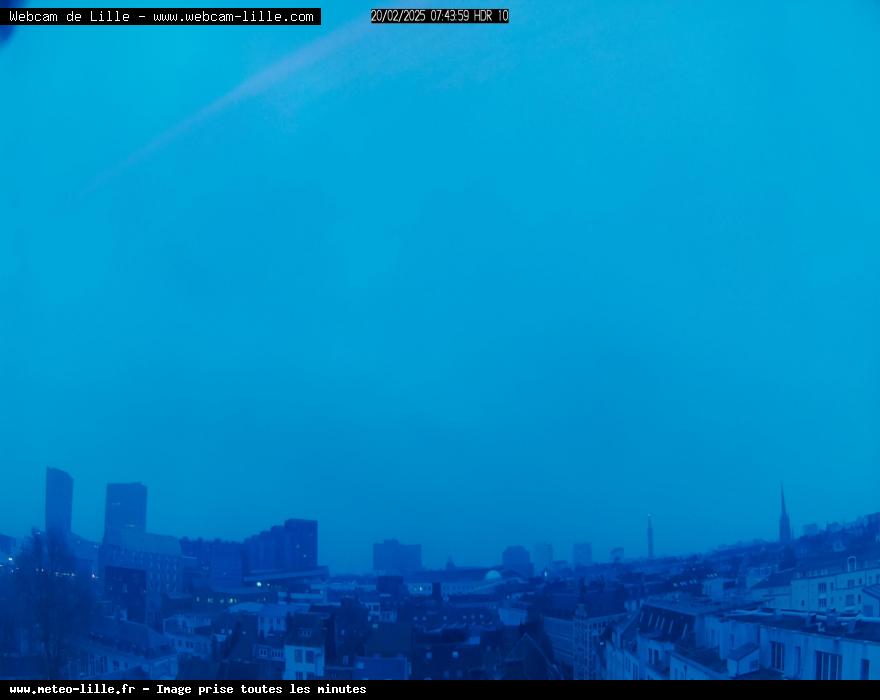 Webcam de Lille - www.webcam-lille.com
20/02/2025 07:43:59 HDR 10
www.meteo-lille.fr - Image prise toutes les minutes